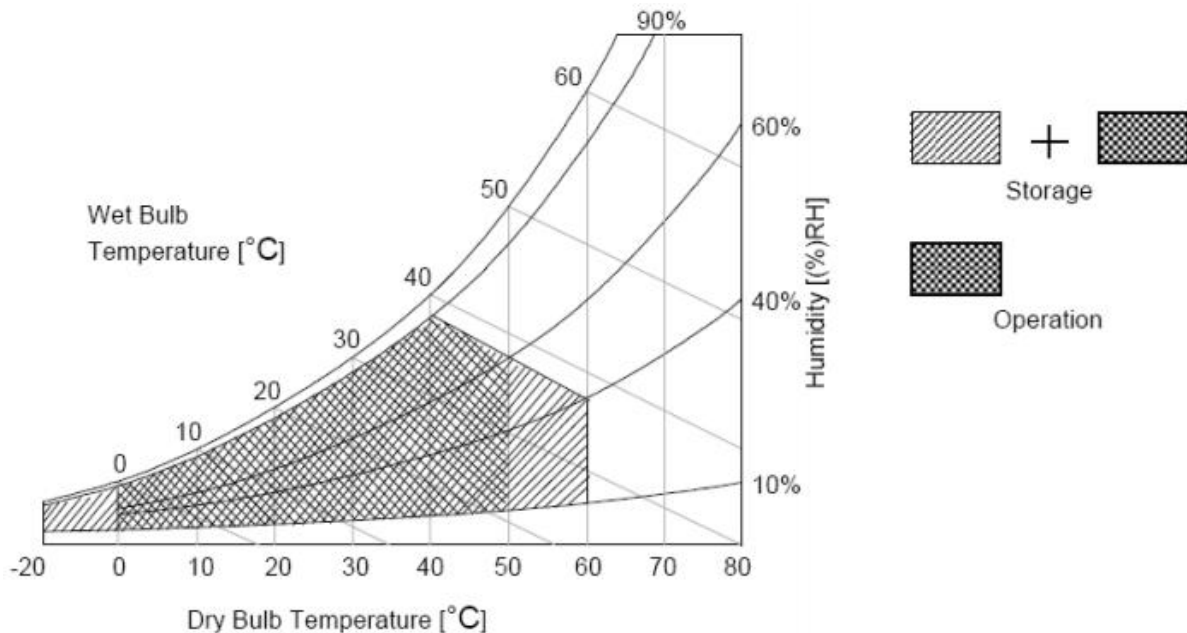 90%
60
60%
50
Wet Bulb
Temperature [°C]
40
40%
30
20
10
0
10%
Humidity [(%)RH]
-20 0 10 20 30 40 50 60 70 80
Dry Bulb Temperature [°C]
+
Storage
Operation